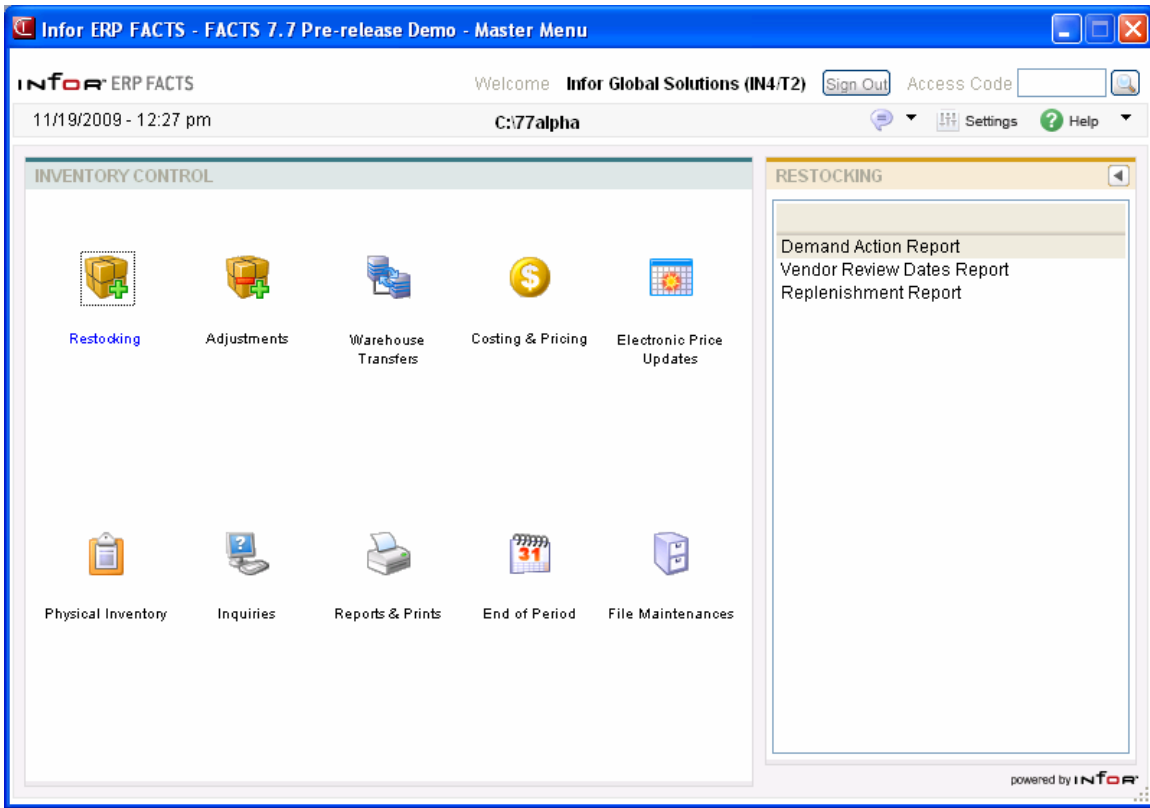 Infor ERP FACTS - FACTS 7.7 Pre-release Demo - Master Menu
infor ERP FACTS
Welcome Infor Global Solutions (IN4/T2) Sign Out Access Code
11/19/2009 - 12:27 pm C:\77alpha Settings Help
INVENTORY CONTROL
Restocking Adjustments Warehouse Transfers Costing & Pricing Electronic Price Updates
Physical Inventory Inquiries Reports & Prints 31 End of Period File Maintenances
RESTOCKING
Demand Action Report
Vendor Review Dates Report
Replenishment Report
powered by infor